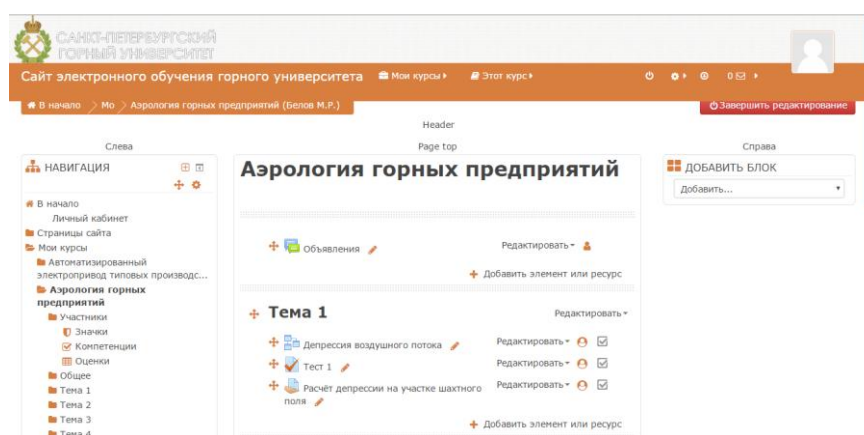 САНКТ-ПЕТЕРБУРГСКИЙ
ГОРНЫЙ УНИВЕРСИТЕТ
Сайт электронного обучения горного университета Мои курсы Этот курс 0
В начало Мо Аэрология горных предприятий (Белов М.Р.) Завершить редактирование
Header
Слева Page top Справа
НАВИГАЦИЯ
В начало
Личный кабинет
Страницы сайта
Мои курсы
Автоматизированный
электропривод типовых производс...
Аэрология горных
предприятий
Участники
Значки
Компетенции
Оценки
Общее
Тема 1
Тема 2
Тема 3
Тема 4
Аэрология горных предприятий
Объявления Редактировать
Добавить элемент или ресурс
Тема 1 Редактировать
Депрессия воздушного потока Редактировать
Тест 1 Редактировать
Расчёт депрессии на участке шахтного Редактировать
поля
Добавить элемент или ресурс
ДОБАВИТЬ БЛОК
Добавить...